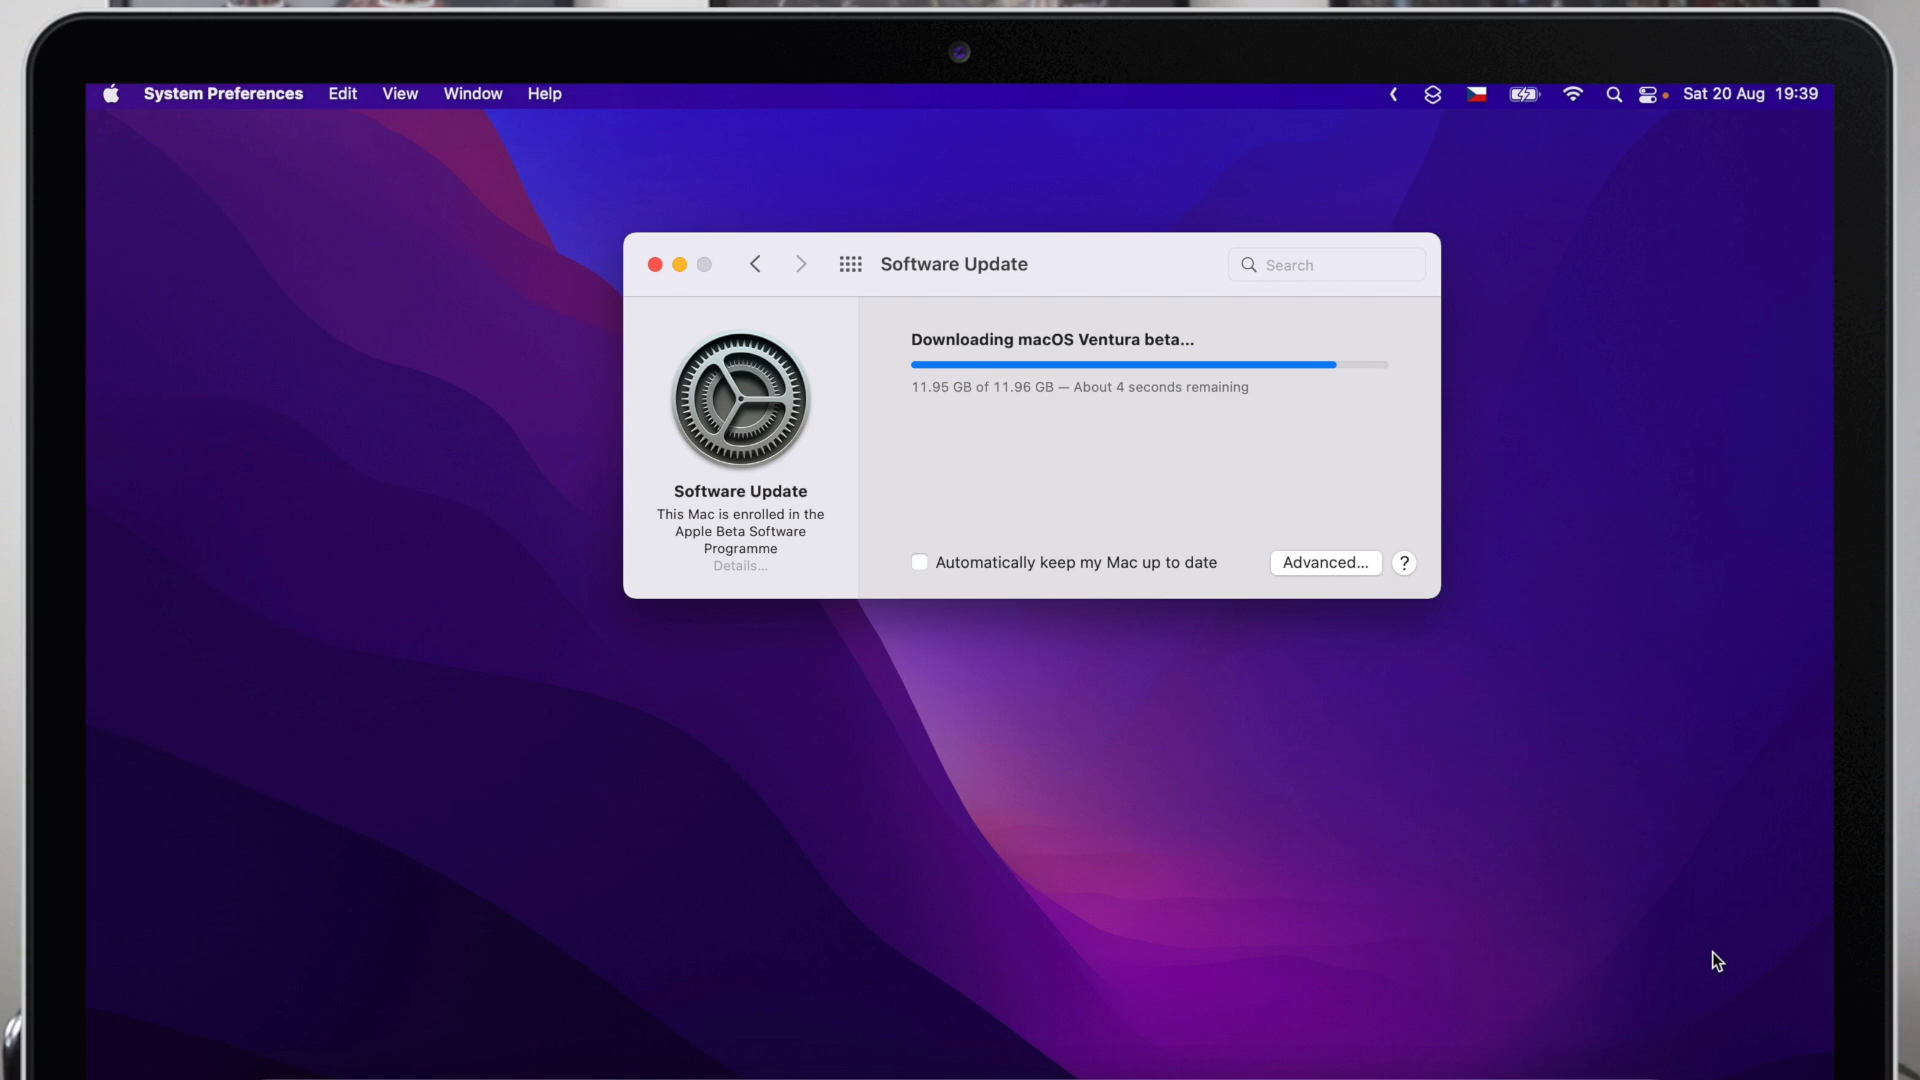 System Preferences Edit View Window Help Sat 20 Aug 19:39
Software Update
Search
Downloading macOS Ventura beta...
11.95 GB of 11.96 GB — About 4 seconds remaining
Software Update
This Mac is enrolled in the
Apple Beta Software
Programme
Details...
Automatically keep my Mac up to date Advanced... ?